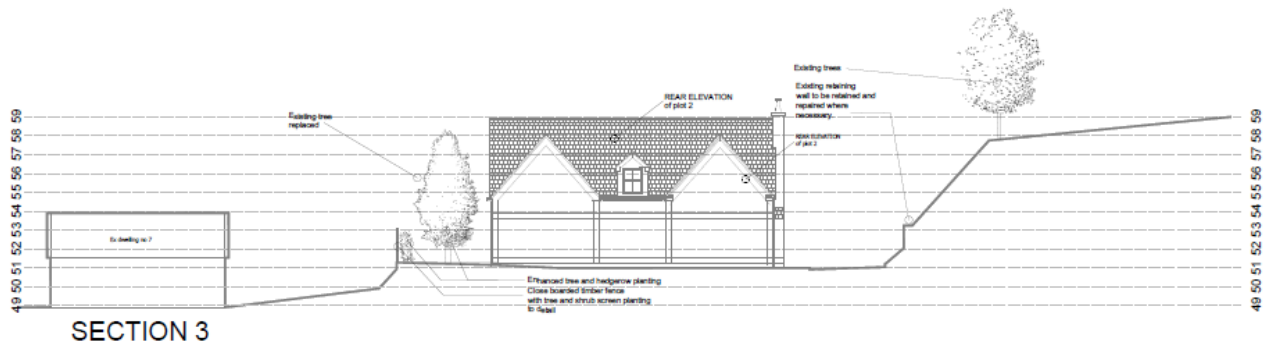 Existing trees
Existing retaining
wall to be retained and
repaired where
necessary.
REAR ELEVATION
of plot 2
Existing tree
replaced
REAR ELEVATION
of plot 2
59
58
57
56
55
54
53
52
51
50
49
59
58
57
56
55
54
53
52
51
50
49
Ex dwelling no 7
Enhanced tree and hedgerow planting
Close boarded timber fence
with tree and shrub screen planting
to detail
SECTION 3